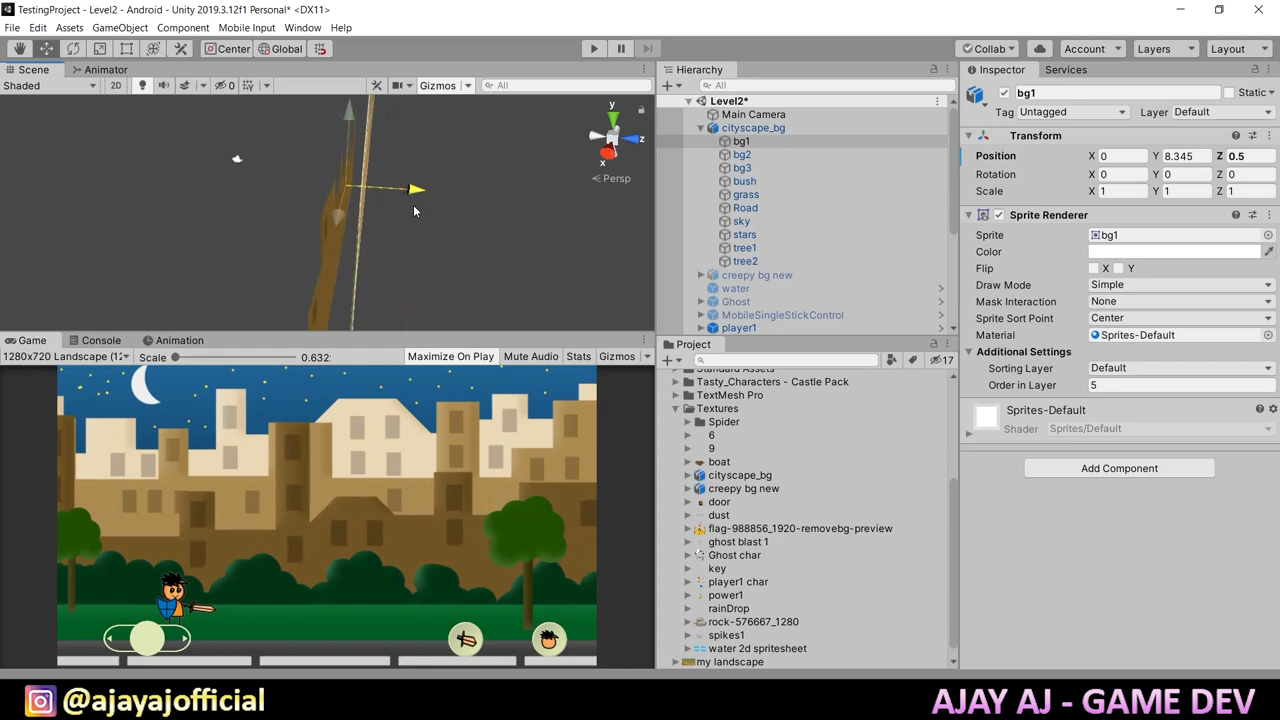 TestingProject - Level2 - Android - Unity 2019.3.12f1 Personal* <DX11>
File Edit Assets GameObject Component Mobile Input Window Help
Center Global Collab Account Layers Layout
Scene Animator
Shaded 2D 0 Gizmos All
y
z
x
Persp
Hierarchy
All
Level2*
Main Camera
cityscape_bg
bg1
bg2
bg3
bush
grass
Road
sky
stars
tree1
tree2
creepy bg new
water
Ghost
MobileSingleStickControl
player1
Inspector Services
bg1 Static
Tag Untagged Layer Default
Transform
Position X 0 Y 8.345 Z 0.5
Rotation X 0 Y 0 Z 0
Scale X 1 Y 1 Z 1
Sprite Renderer
Sprite bg1
Color
Flip X Y
Draw Mode Simple
Mask Interaction None
Sprite Sort Point Center
Material Sprites-Default
Additional Settings
Sorting Layer Default
Order in Layer 5
Sprites-Default
Shader Sprites/Default
Add Component
Game Console Animation
1280x720 Landscape (12 Scale 0.632 Maximize On Play Mute Audio Stats Gizmos
Project
17
Standard Assets
Tasty_Characters - Castle Pack
TextMesh Pro
Textures
Spider
6
9
boat
cityscape_bg
creepy bg new
door
dust
flag-988856_1920-removebg-preview
ghost blast 1
Ghost char
key
player1 char
power1
rainDrop
rock-576667_1280
spikes1
water 2d spritesheet
my landscape
@ajayajofficial
AJAY AJ - GAME DEV